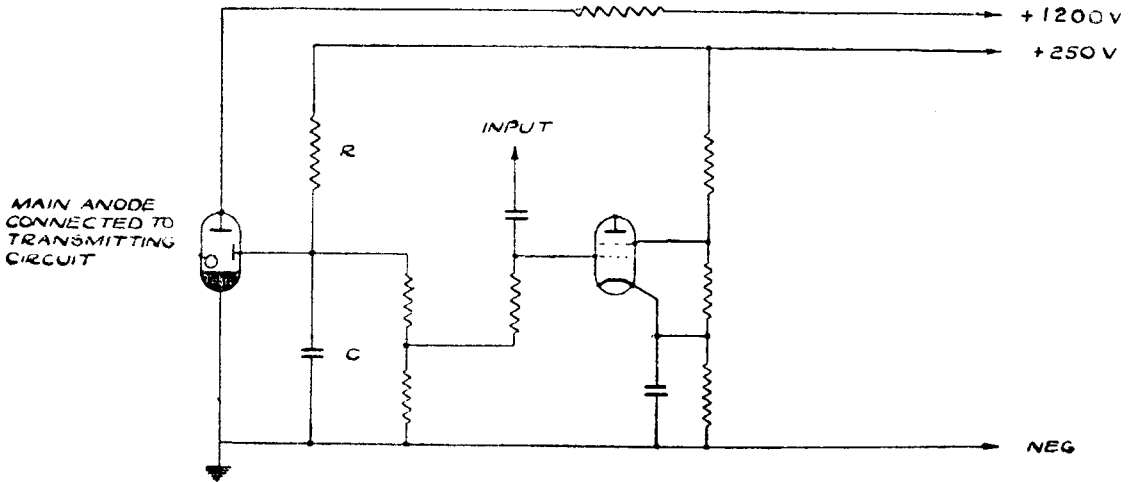 +1200V
+250V
INPUT
R
MAIN ANODE
CONNECTED TO
TRANSMITTING
CIRCUIT
C
NEG